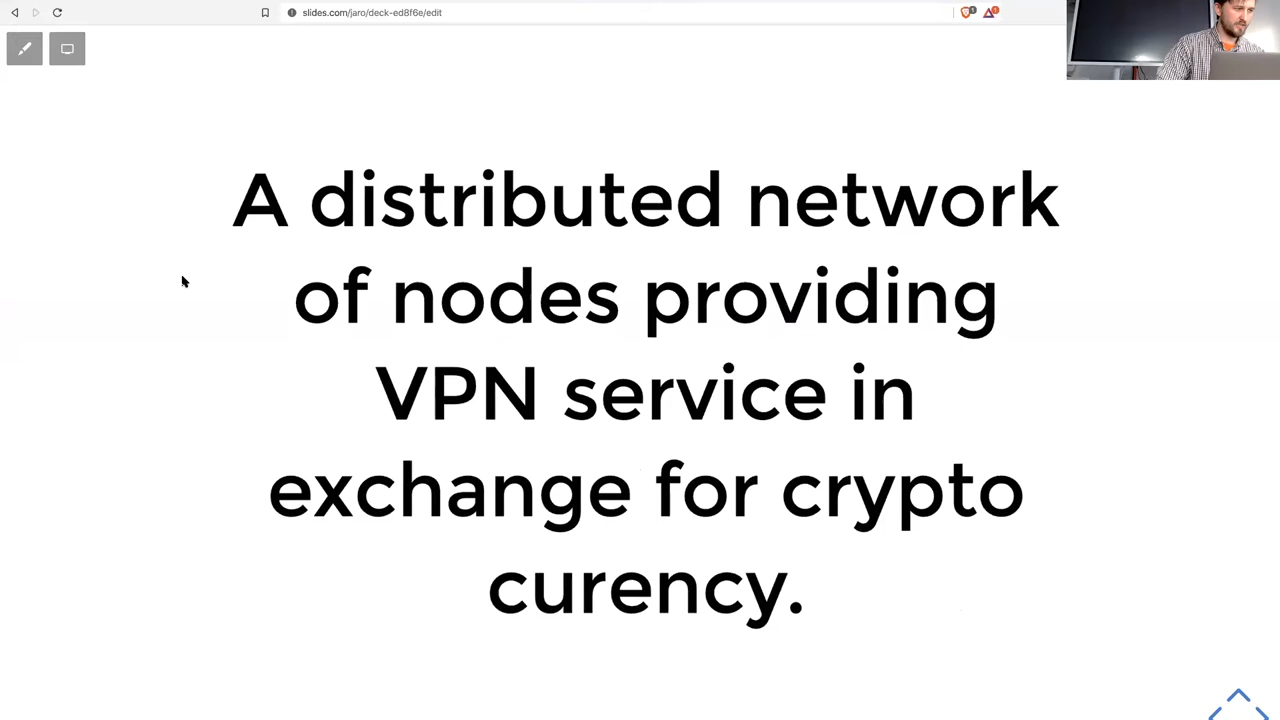 slides.com/jaro/deck-ed8f6e/edit
A distributed network
of nodes providing
VPN service in
exchange for crypto
curency.